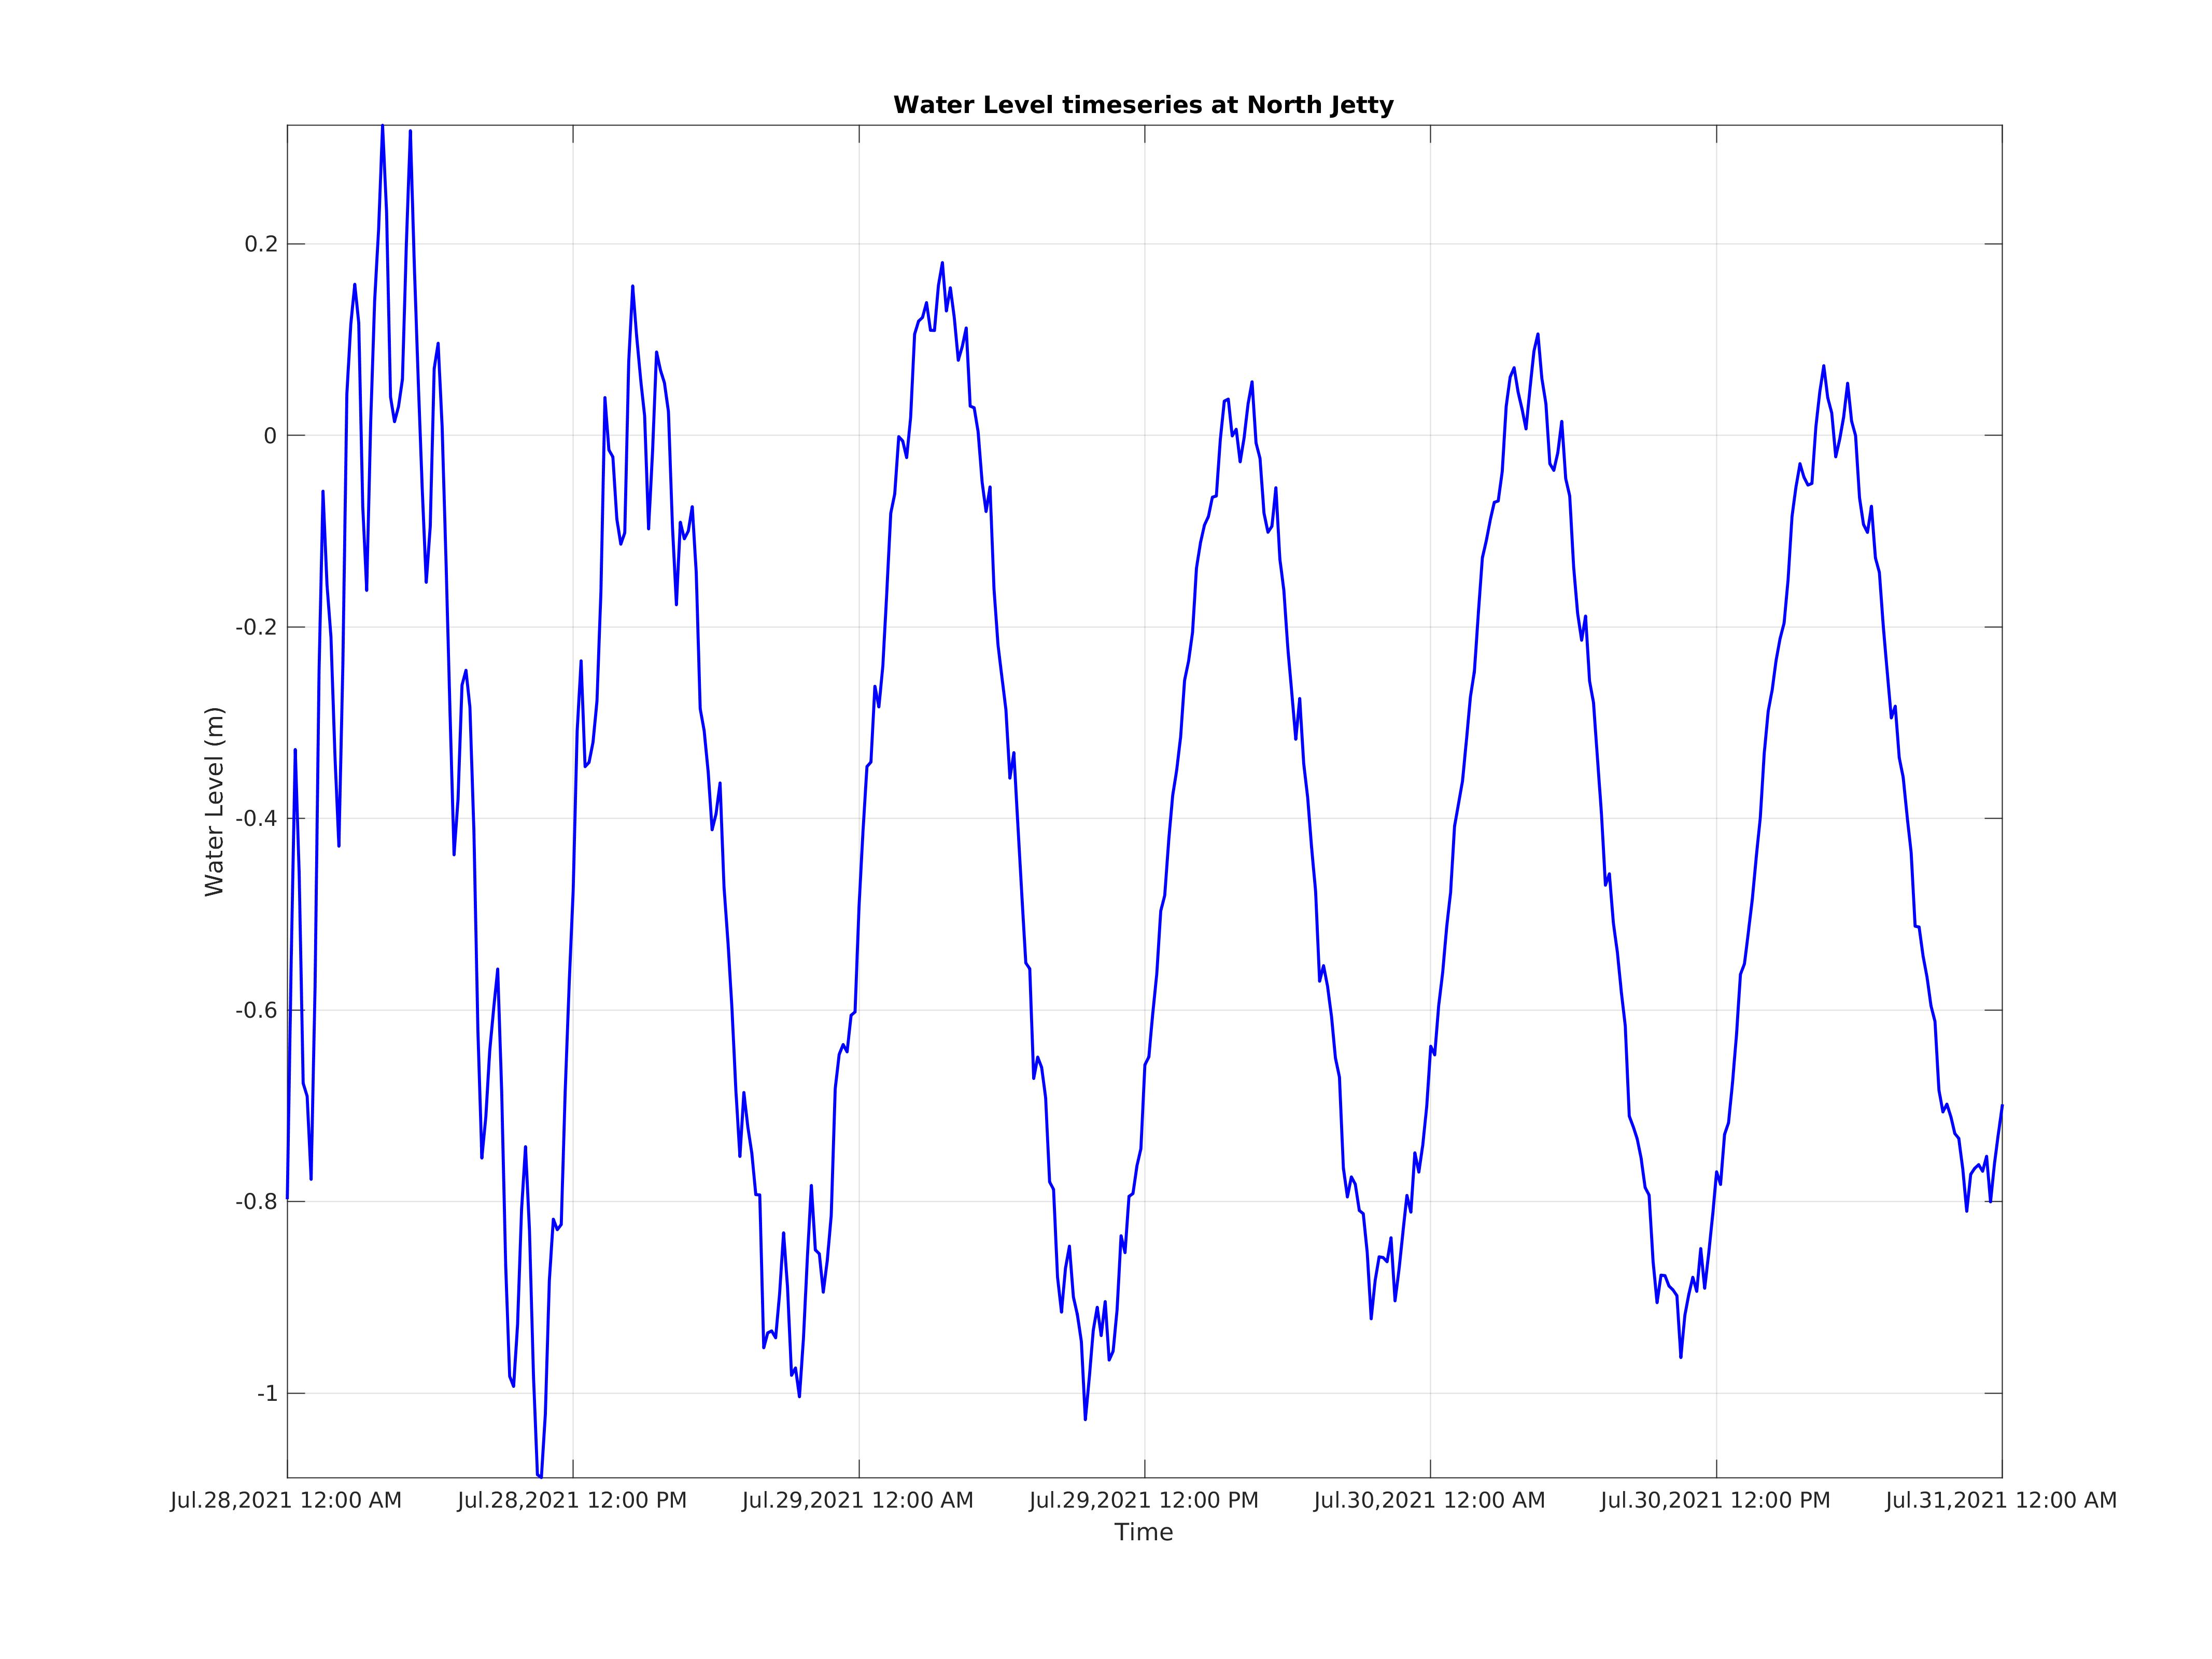 Water Level timeseries at North Jetty
0.2
0
-0.2
-0.4
-0.6
-0.8
-1
Water Level (m)
Jul.28,2021 12:00 AM
Jul.28,2021 12:00 PM
Jul.29,2021 12:00 AM
Jul.29,2021 12:00 PM
Jul.30,2021 12:00 AM
Jul.30,2021 12:00 PM
Jul.31,2021 12:00 AM
Time